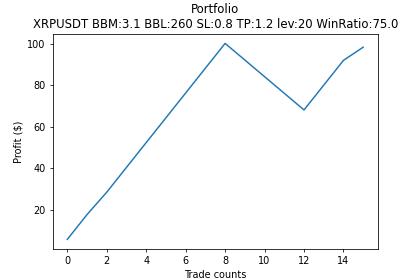 Portfolio
XRPUSDT BBM:3.1 BBL:260 SL:0.8 TP:1.2 lev:20 WinRatio:75.0
100
80
60
40
20
Profit ($)
0 2 4 6 8 10 12 14
Trade counts